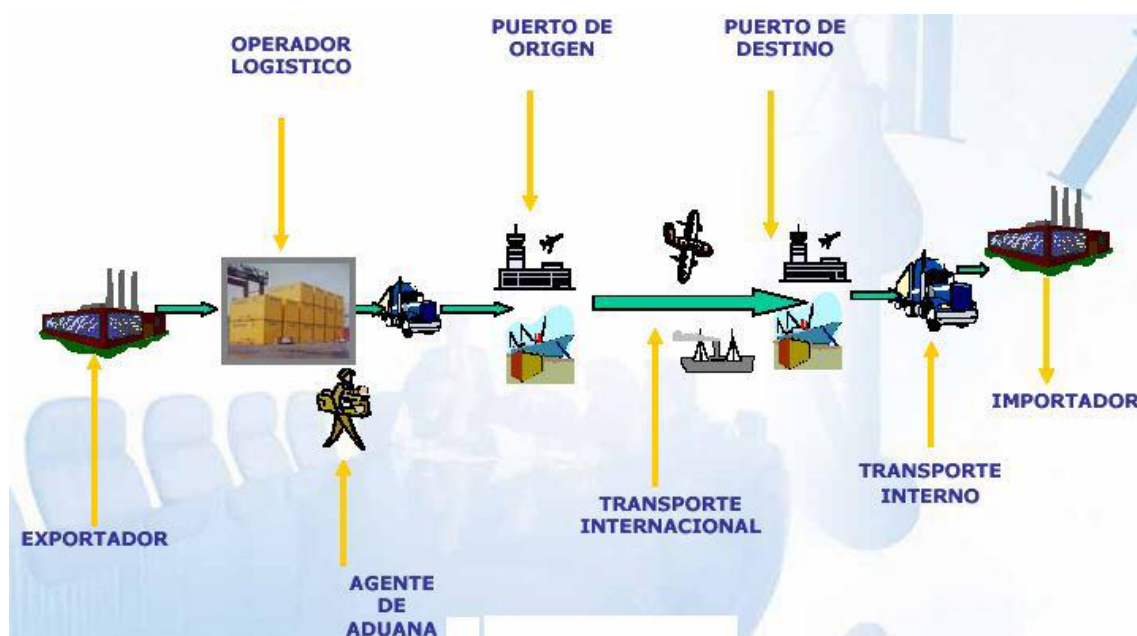 OPERADOR
LOGISTICO
PUERTO DE
ORIGEN
PUERTO DE
DESTINO
IMPORTADOR
TRANSPORTE
INTERNO
TRANSPORTE
INTERNACIONAL
EXPORTADOR
AGENTE
DE
ADUANA